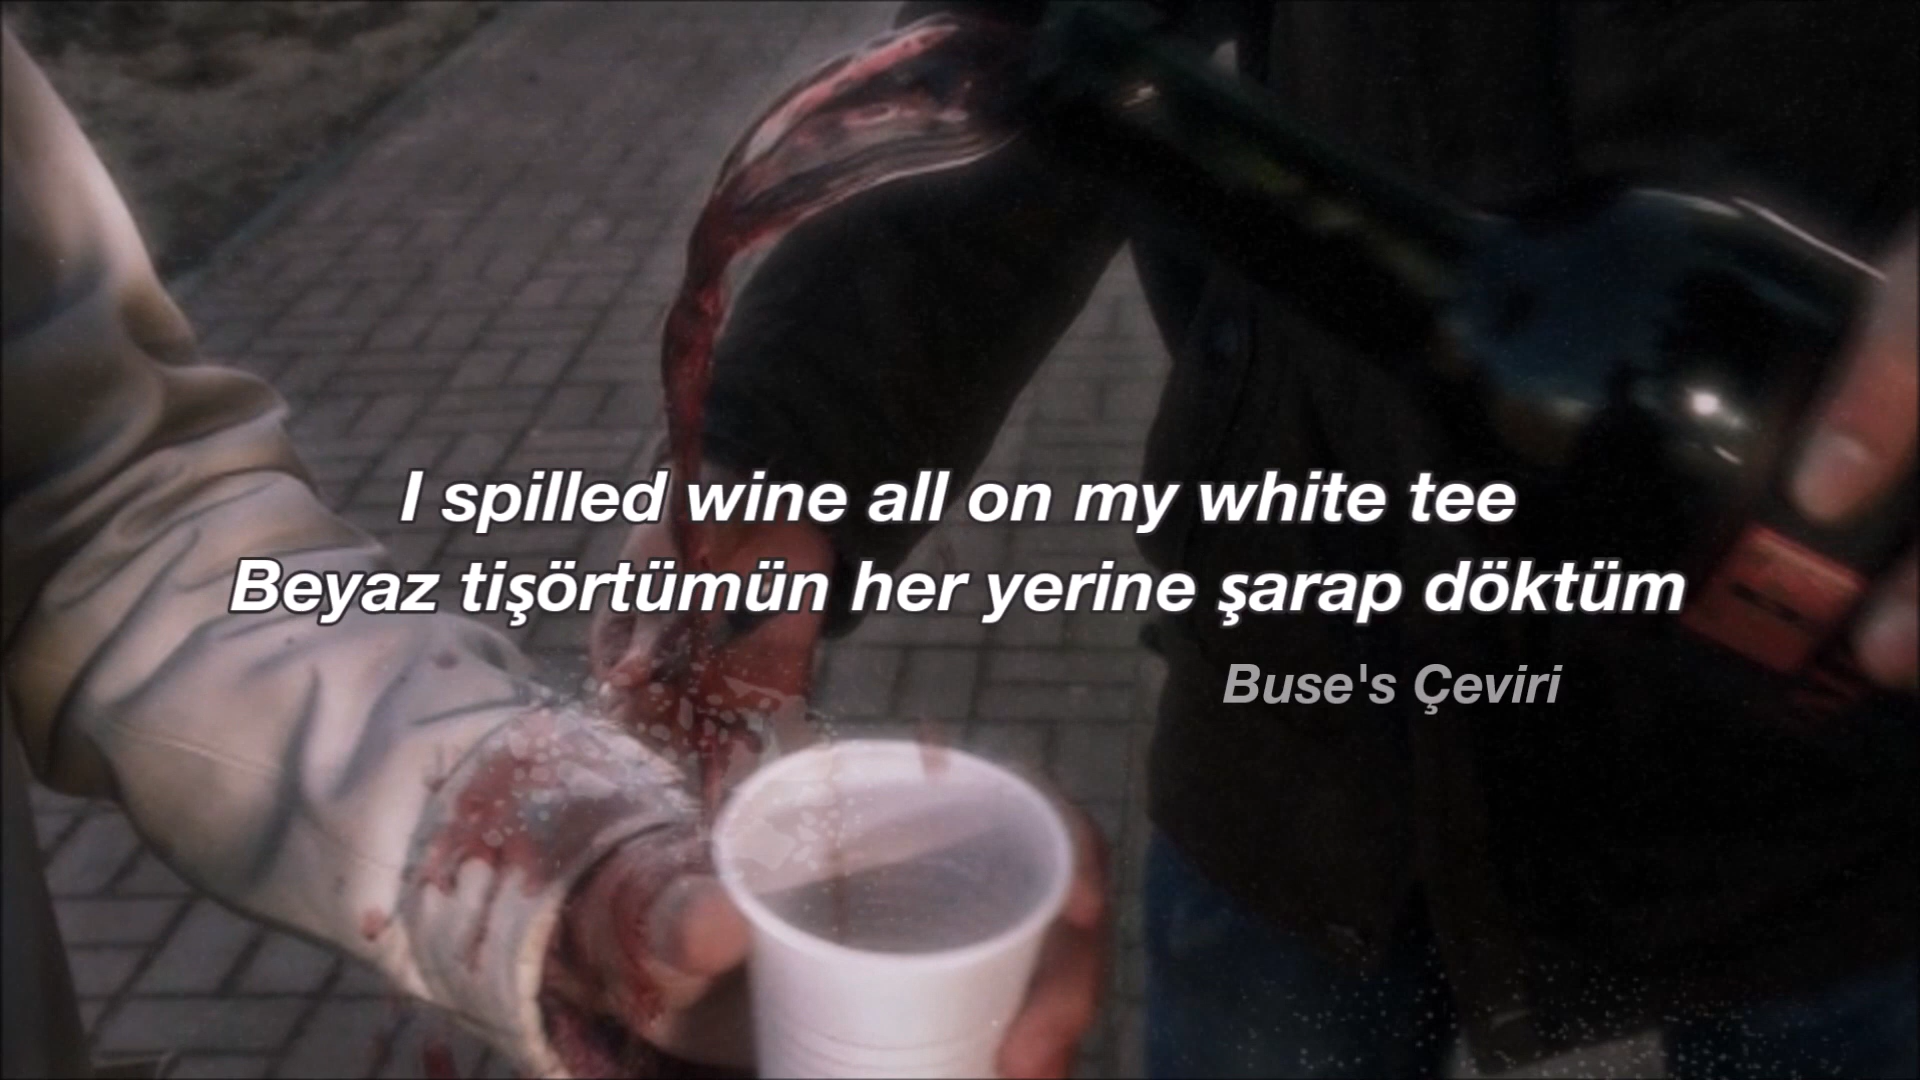 I spilled wine all on my white tee
Beyaz tişörtümün her yerine şarap döktüm
Buse's Çeviri